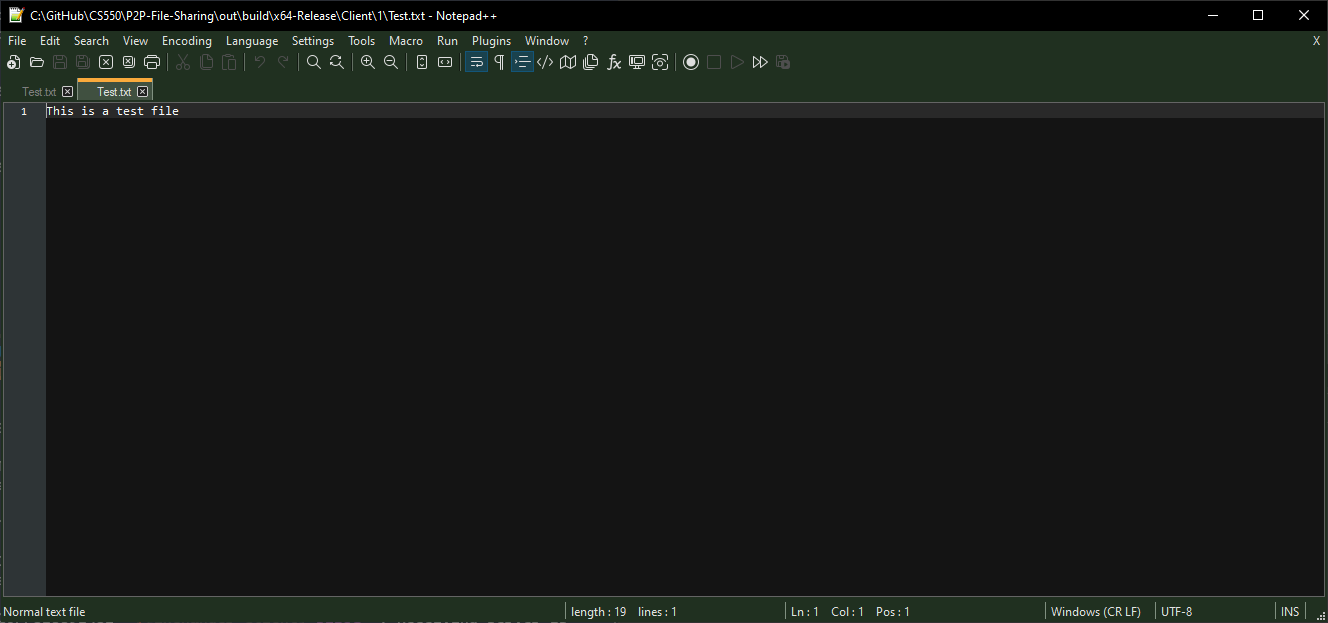 C:\GitHub\CS550\P2P-File-Sharing\out\build\x64-Release\Client\1\Test.txt - Notepad++
File Edit Search View Encoding Language Settings Tools Macro Run Plugins Window ? X
Test.txt Test.txt
1 This is a test file
Normal text file length : 19 lines : 1 Ln : 1 Col : 1 Pos : 1 Windows (CR LF) UTF-8 INS